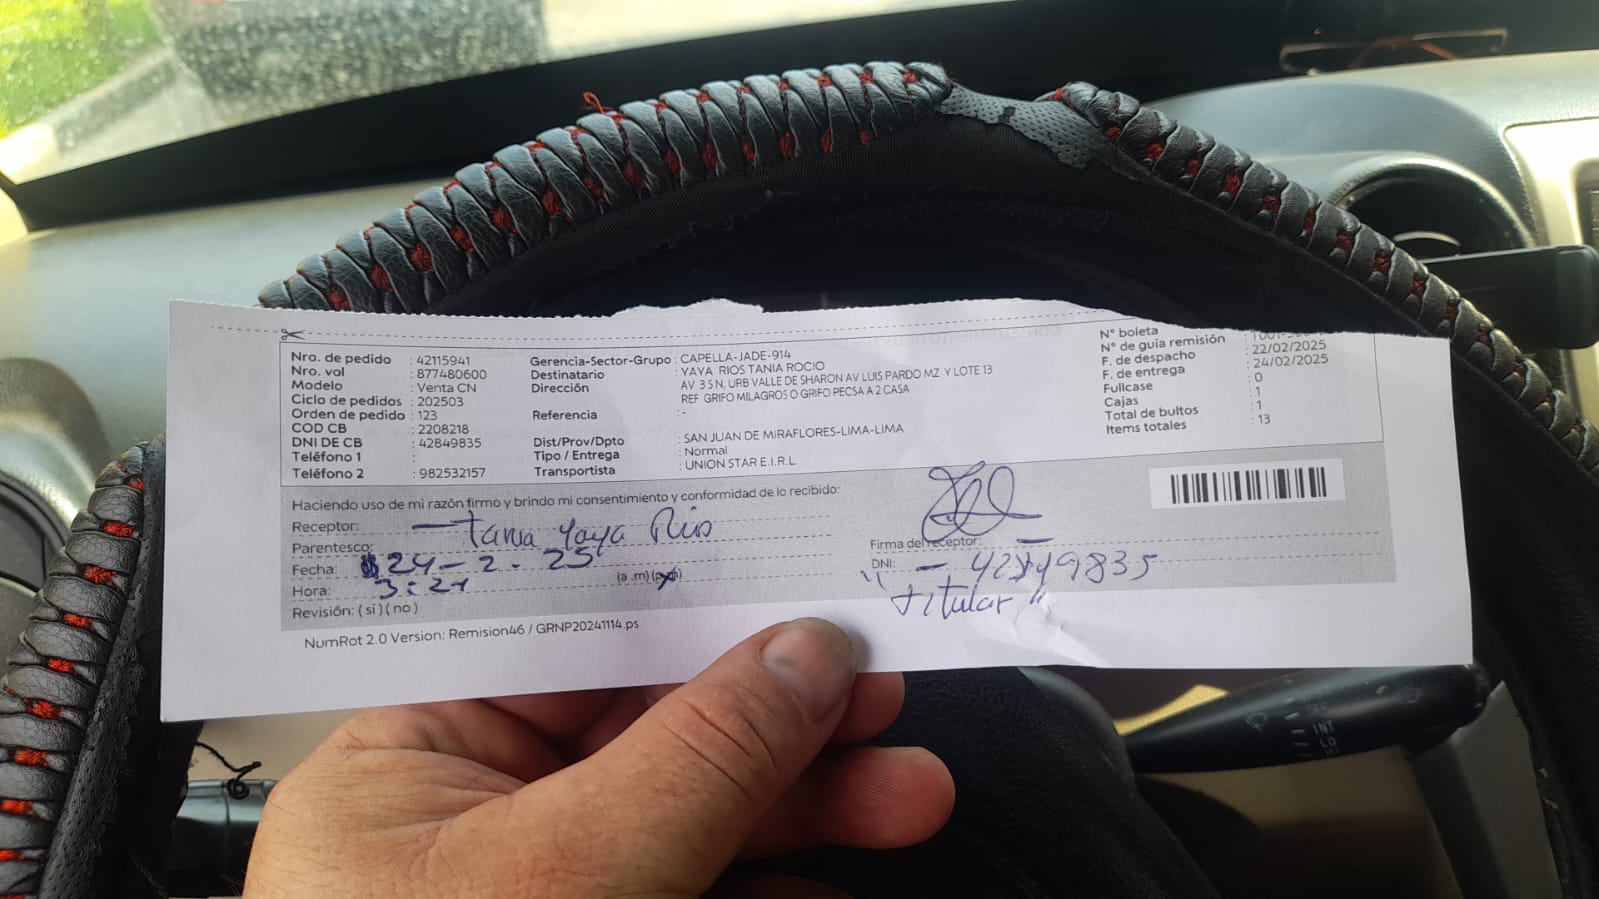 Nro. de pedido : 42115941
Nro. vol : 877480600
Modelo : Venta CN
Ciclo de pedidos : 202503
Orden de pedido : 123
COD CB : 2208218
DNI DE CB : 42849835
Teléfono 1 :
Teléfono 2 : 982532157
Gerencia-Sector-Grupo : CAPELLA-JADE-914
Destinatario : YAYA RIOS TANIA ROCIO
Dirección AV 3 S N, URB VALLE DE SHARON AV LUIS PARDO MZ Y LOTE 13
REF GRIFO MILAGROS O GRIFO PECSA A 2 CASA
Referencia : -
Dist/Prov/Dpto : SAN JUAN DE MIRAFLORES-LIMA-LIMA
Tipo / Entrega : Normal
Transportista : UNION STAR E.I.R.L.
N° boleta
N° de guía remisión
F. de despacho : 22/02/2025
F. de entrega : 24/02/2025
Fullcase : 0
Cajas : 1
Total de bultos : 1
Items totales : 13
Haciendo uso de mi razón firmo y brindo mi consentimiento y conformidad de lo recibido:
Receptor: Tania Yaya Rios
Parentesco:
Fecha: 24-2-25
Hora: 3:21 (a .m) (p.m)
Revisión: ( si ) ( no )
Firma del receptor:
DNI: - 42849835
"titular"
NumRot 2.0 Version: Remision46 / GRNP20241114.ps